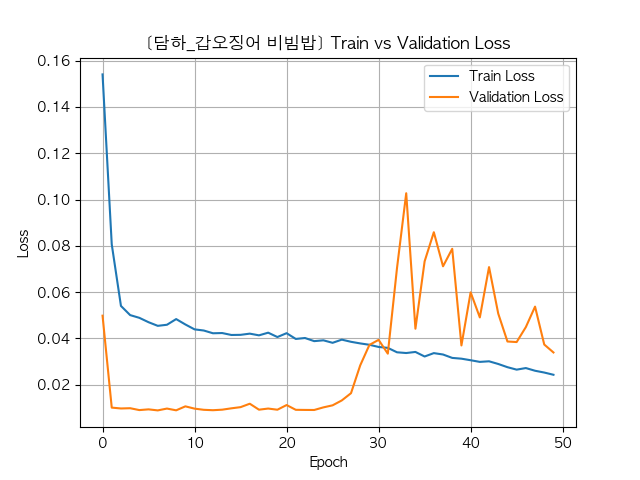 [담하_갑오징어 비빔밥] Train vs Validation Loss
Train Loss
Validation Loss
0.16
0.14
0.12
0.10
0.08
0.06
0.04
0.02
Loss
0
10
20
30
40
50
Epoch